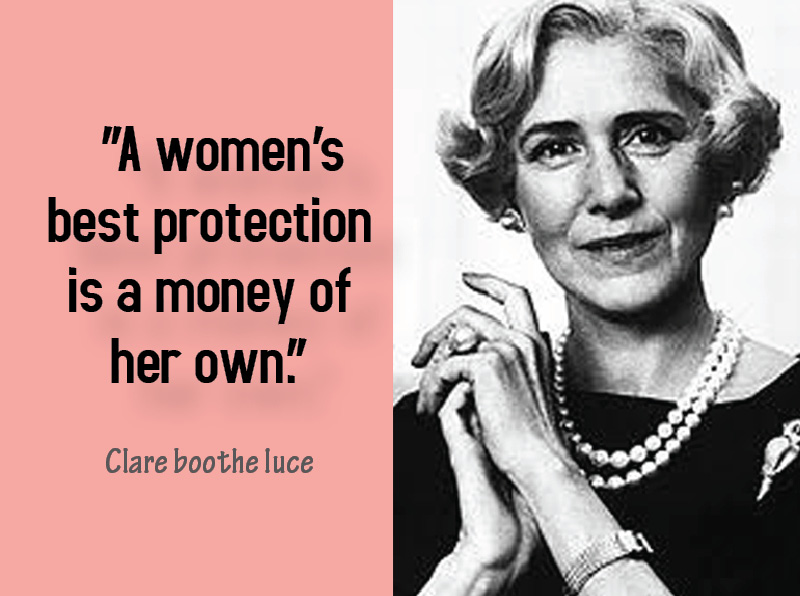 "A women's
best protection
is a money of
her own."
Clare boothe luce